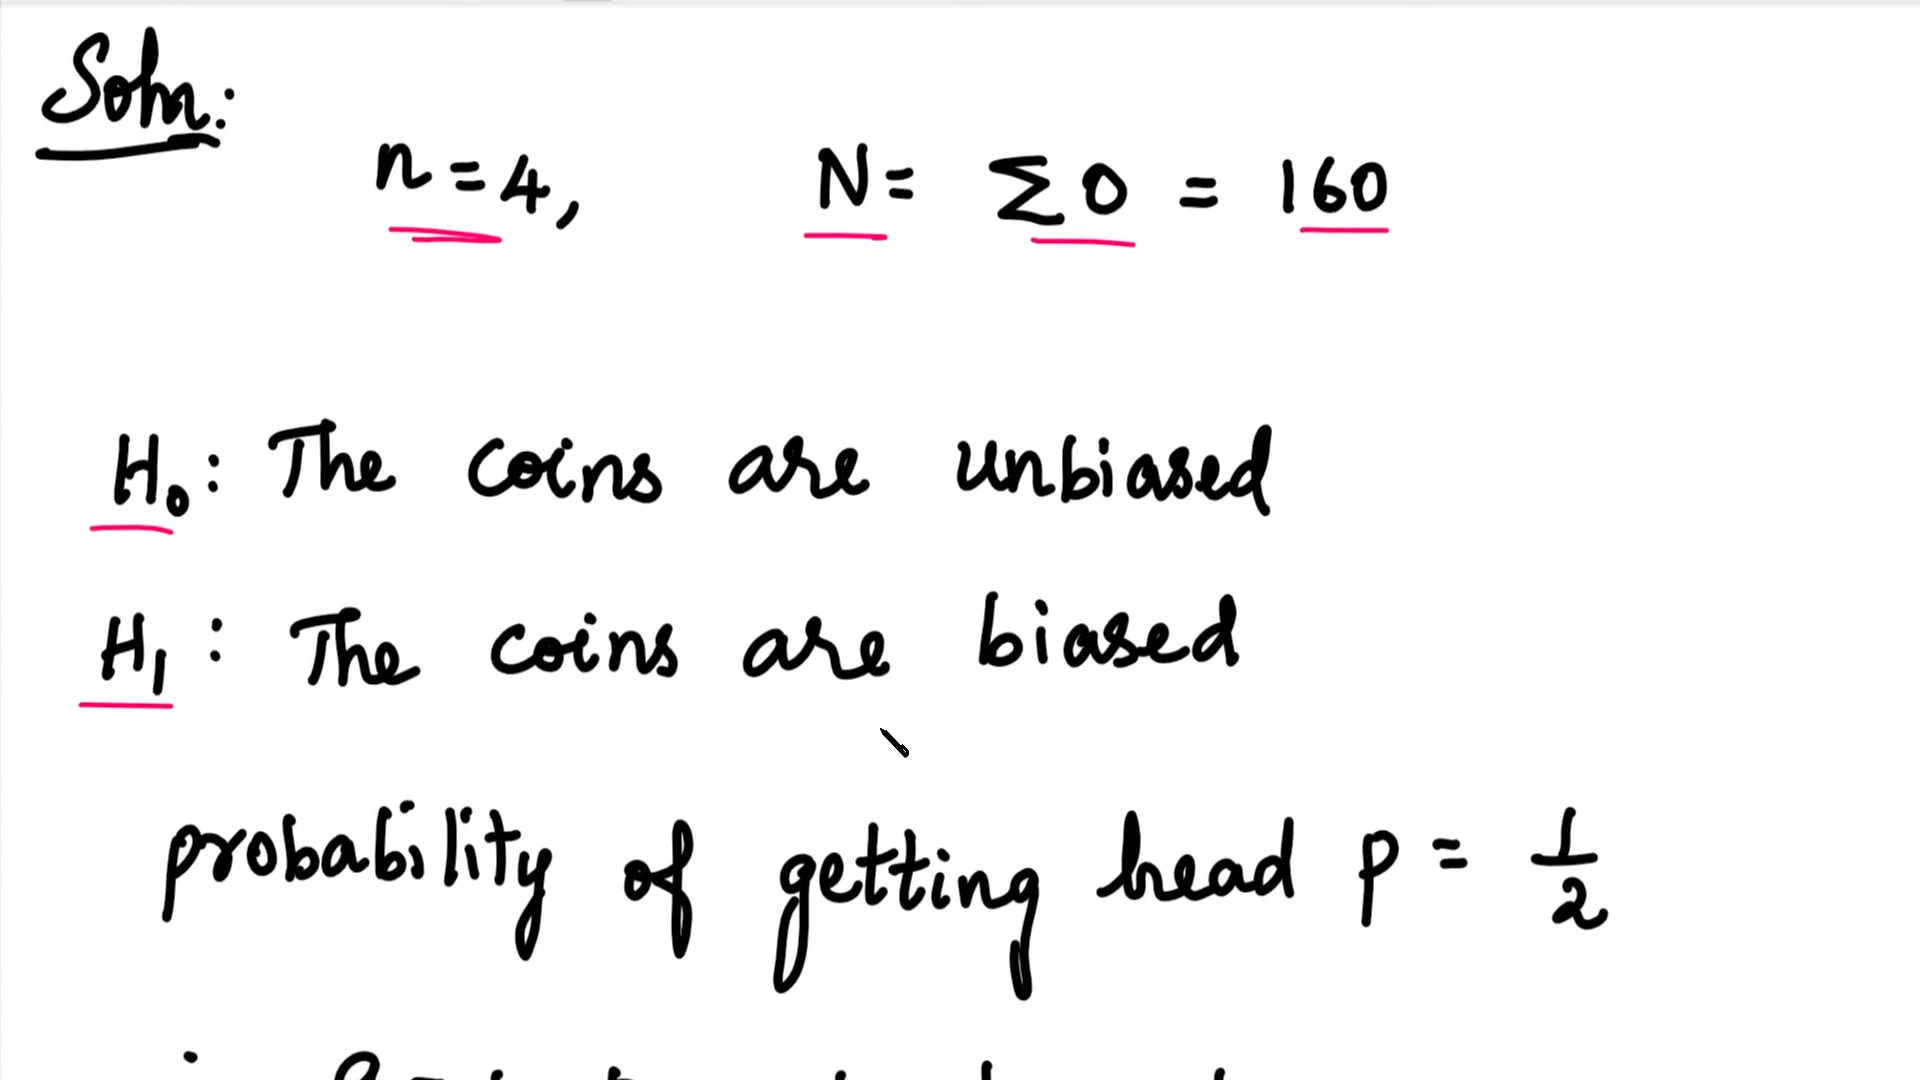 Soln:
n = 4, N = ΣO = 160
H₀: The coins are unbiased
H₁: The coins are biased
probability of getting head p = 1/2